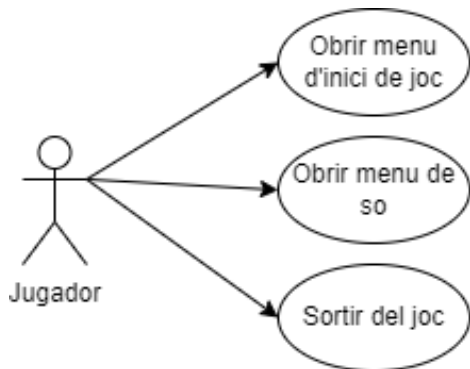 Obrir menu
d'inici de joc
Obrir menu de
so
Jugador
Sortir del joc